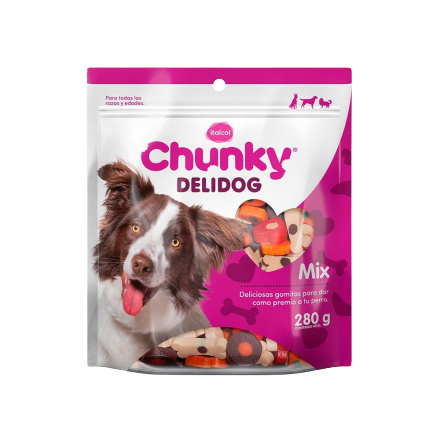 Para todas las
razas y edades.
italcol
Chunky®
DELIDOG
Mix
Deliciosas gomitas para dar
como premio a tu perro.
280 g